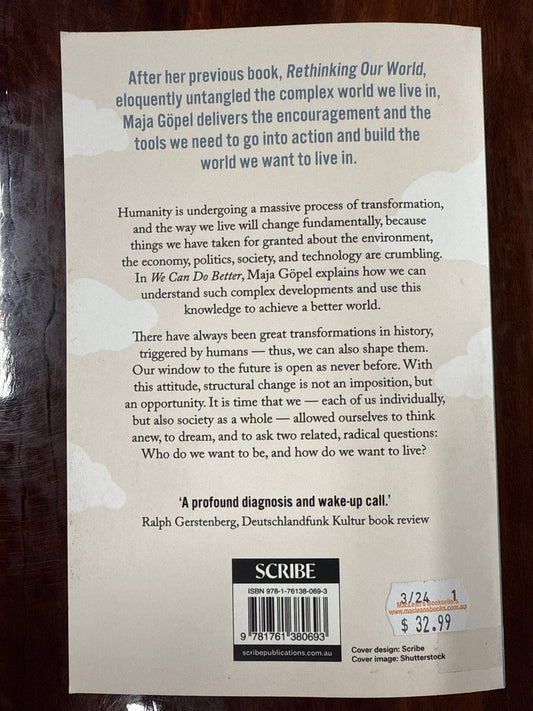 After her previous book, Rethinking Our World,
eloquently untangled the complex world we live in,
Maja Göpel delivers the encouragement and the
tools we need to go into action and build the
world we want to live in.
Humanity is undergoing a massive process of transformation,
and the way we live will change fundamentally, because
things we have taken for granted about the environment,
the economy, politics, society, and technology are crumbling.
In We Can Do Better, Maja Göpel explains how we can
understand such complex developments and use this
knowledge to achieve a better world.
There have always been great transformations in history,
triggered by humans — thus, we can also shape them.
Our window to the future is open as never before. With
this attitude, structural change is not an imposition, but
an opportunity. It is time that we — each of us individually,
but also society as a whole — allowed ourselves to think
anew, to dream, and to ask two related, radical questions:
Who do we want to be, and how do we want to live?
‘A profound diagnosis and wake-up call.’
Ralph Gerstenberg, Deutschlandfunk Kultur book review
SCRIBE
ISBN 978-1-76138-069-3
9 781761 380693
scribepublications.com.au
3/24 1
MacLean's Booksellers
www.macleansbooks.com.au
$ 32.99
Cover design: Scribe
Cover image: Shutterstock